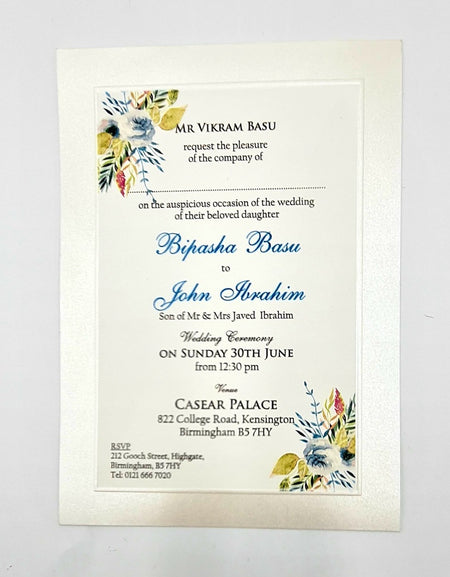 Mr Vikram Basu
request the pleasure
of the company of
on the auspicious occasion of the wedding
of their beloved daughter
Bipasha Basu
to
John Ibrahim
Son of Mr & Mrs Javed Ibrahim
Wedding Ceremony
on Sunday 30th June
from 12:30 pm
Venue
Casear Palace
822 College Road, Kensington
Birmingham B5 7HY
RSVP
212 Gooch Street, Highgate,
Birmingham, B5 7HY
Tel: 0121 666 7020